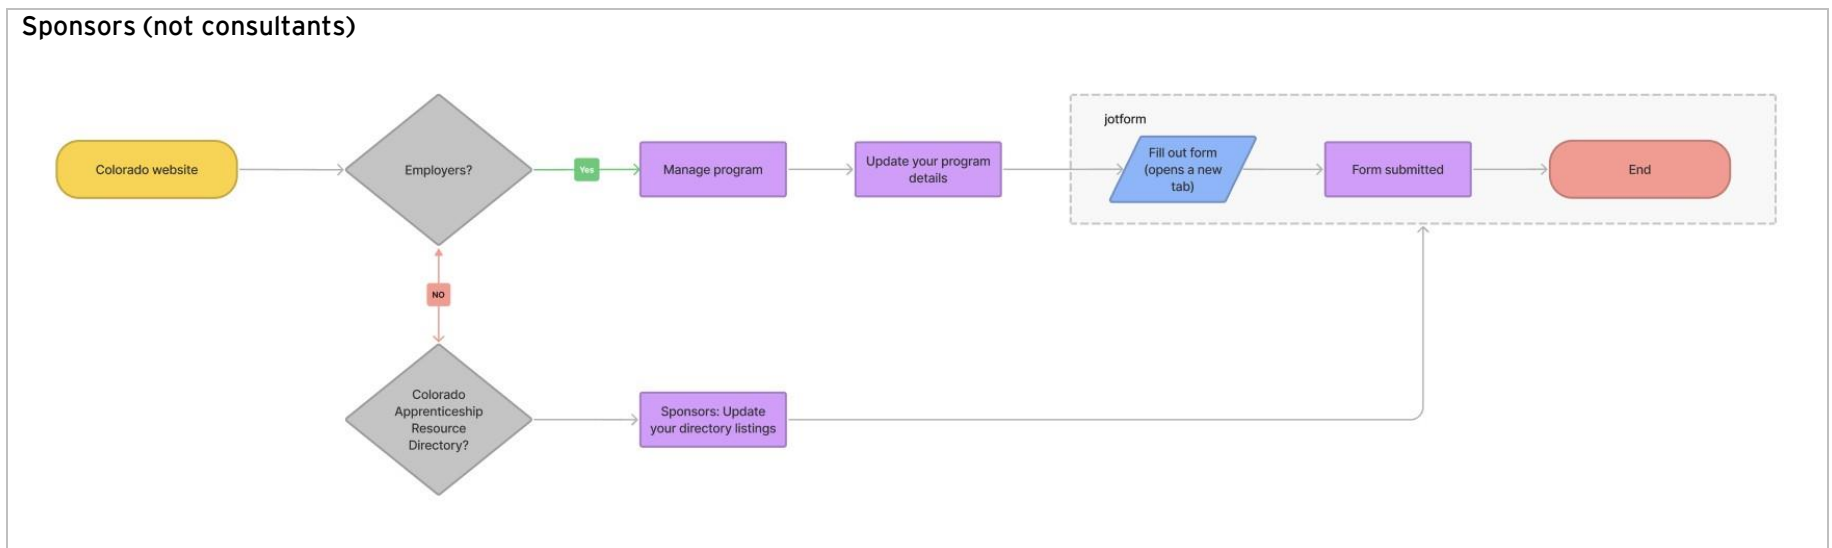 Sponsors (not consultants)
jotform
Colorado website
Employers?
Yes
Manage program
Update your program
details
Fill out form
(opens a new
tab)
Form submitted
End
NO
Colorado
Apprenticeship
Resource
Directory?
Sponsors: Update
your directory listings